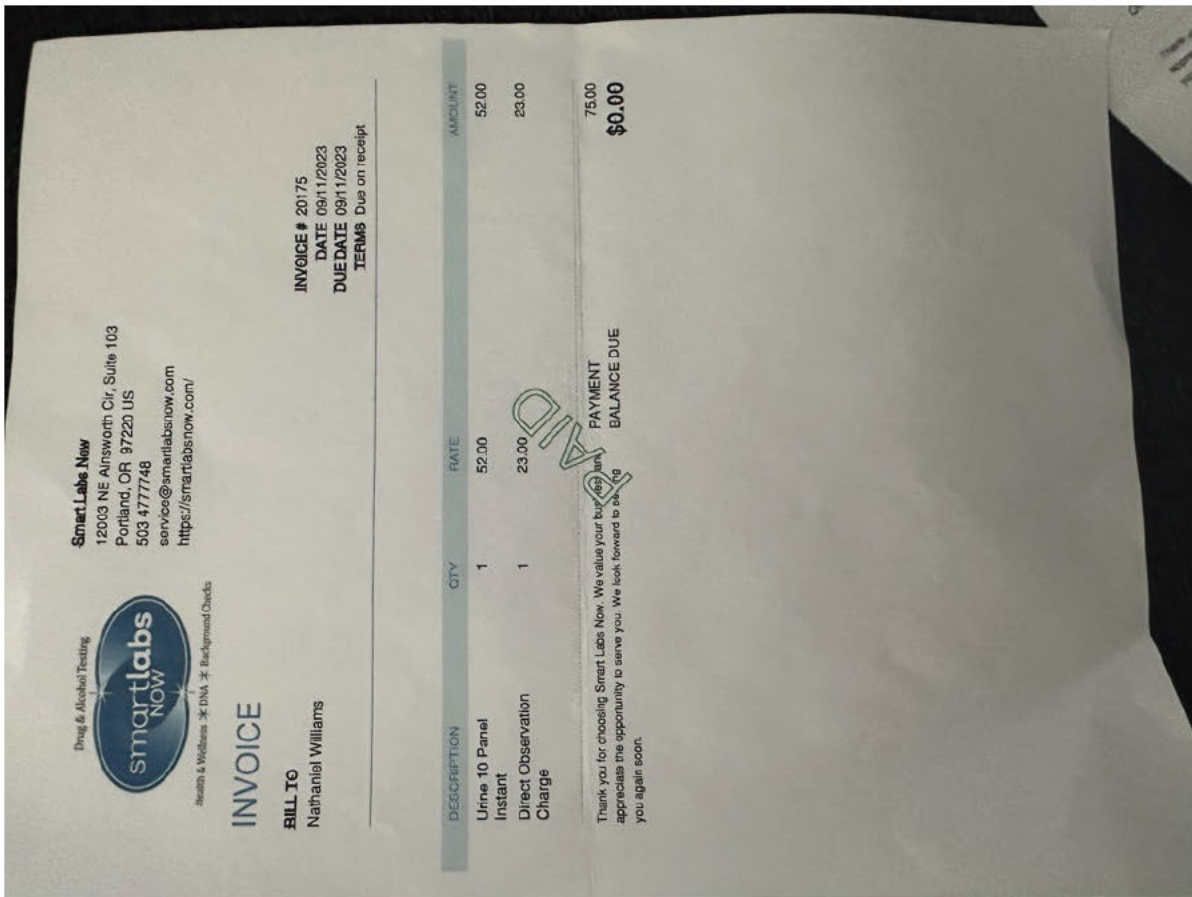 Drug & Alcohol Testing
smartlabs
NOW
Health & Wellness * DNA * Background Checks
Smart Labs Now
12003 NE Ainsworth Cir, Suite 103
Portland, OR 97220 US
503 4777748
service@smartlabsnow.com
https://smartlabsnow.com/
INVOICE
BILL TO
Nathaniel Williams
INVOICE # 20175
DATE 09/11/2023
DUE DATE 09/11/2023
TERMS Due on receipt
DESCRIPTION QTY RATE AMOUNT
Urine 10 Panel 1 52.00 52.00
Instant
Direct Observation 1 23.00 23.00
Charge
Thank you for choosing Smart Labs Now. We value your business and
appreciate the opportunity to serve you. We look forward to serving
you again soon.
PAYMENT 75.00
BALANCE DUE $0.00
PAID